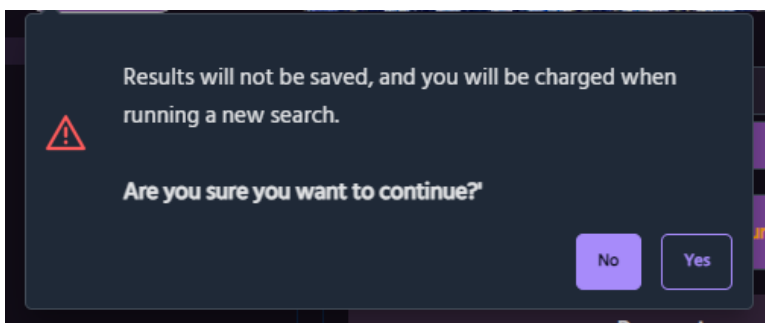 Results will not be saved, and you will be charged when
running a new search.
Are you sure you want to continue?'
No
Yes